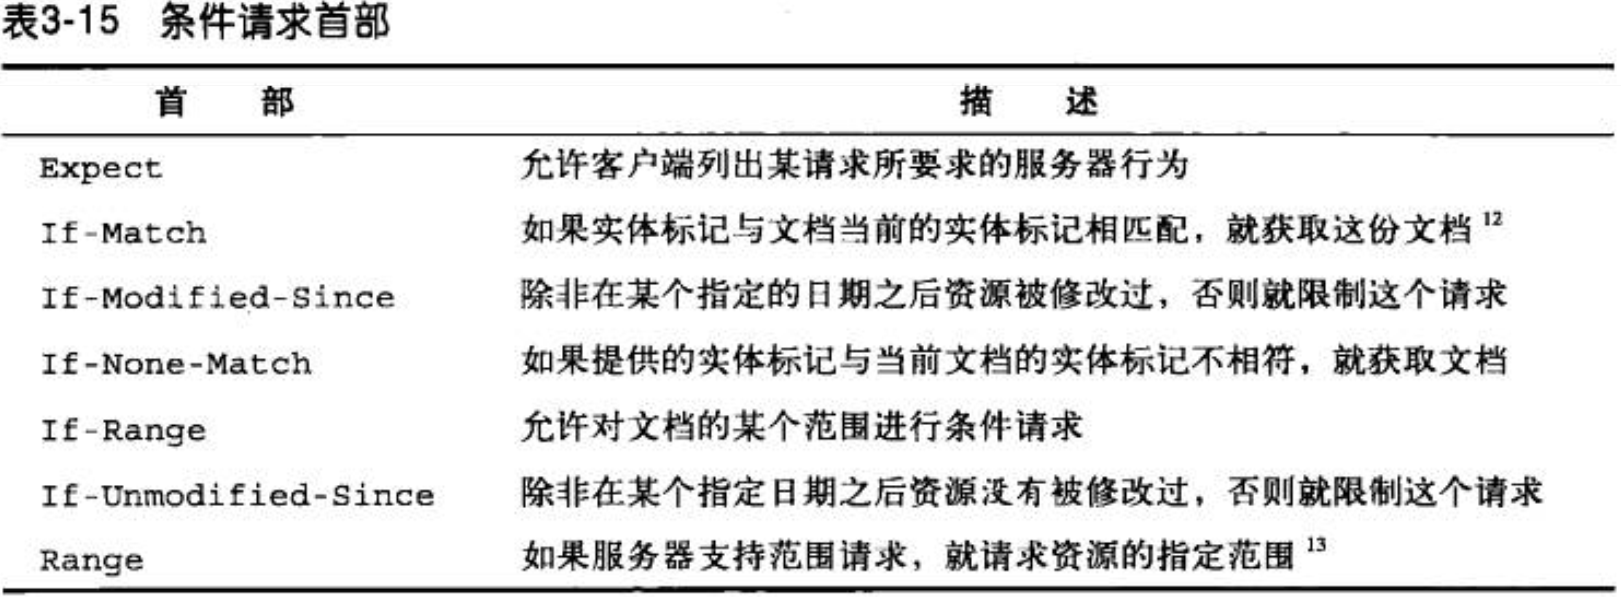 表3-15 条件请求首部
首 部 描 述
Expect 允许客户端列出某请求所要求的服务器行为
If-Match 如果实体标记与文档当前的实体标记相匹配，就获取这份文档12
If-Modified-Since 除非在某个指定的日期之后资源被修改过，否则就限制这个请求
If-None-Match 如果提供的实体标记与当前文档的实体标记不相符，就获取文档
If-Range 允许对文档的某个范围进行条件请求
If-Unmodified-Since 除非在某个指定日期之后资源没有被修改过，否则就限制这个请求
Range 如果服务器支持范围请求，就请求资源的指定范围13